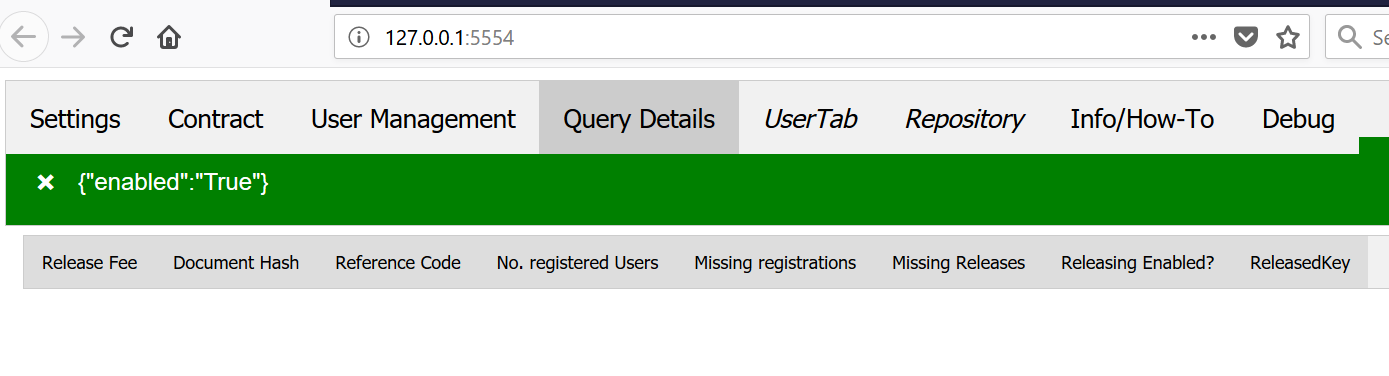 127.0.0.1:5554
Se
Settings Contract User Management Query Details UserTab Repository Info/How-To Debug
{"enabled":"True"}
Release Fee Document Hash Reference Code No. registered Users Missing registrations Missing Releases Releasing Enabled? ReleasedKey